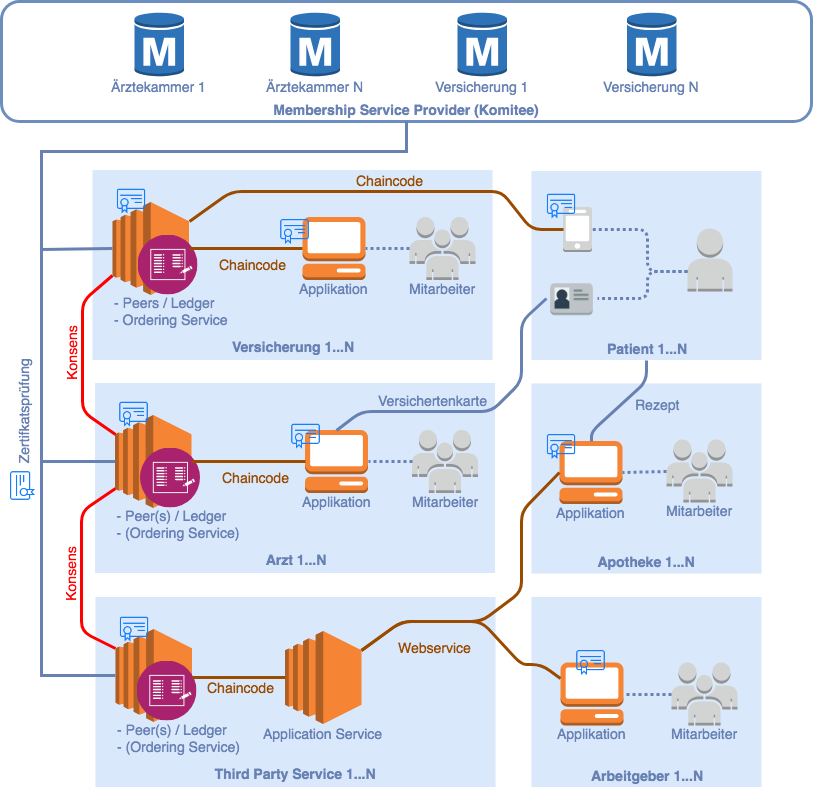 M
M
M
M
Ärztekammer 1
Ärztekammer N
Versicherung 1
Versicherung N
Membership Service Provider (Komitee)
Zertifkatsprüfung
Chaincode
Chaincode
Applikation
Mitarbeiter
- Peers / Ledger
- Ordering Service
Versicherung 1...N
Patient 1...N
Konsens
Versichertenkarte
Rezept
Chaincode
Applikation
Mitarbeiter
- Peer(s) / Ledger
- (Ordering Service)
Arzt 1...N
Applikation
Mitarbeiter
Apotheke 1...N
Konsens
Webservice
Chaincode
Application Service
- Peer(s) / Ledger
- (Ordering Service)
Third Party Service 1...N
Applikation
Mitarbeiter
Arbeitgeber 1...N